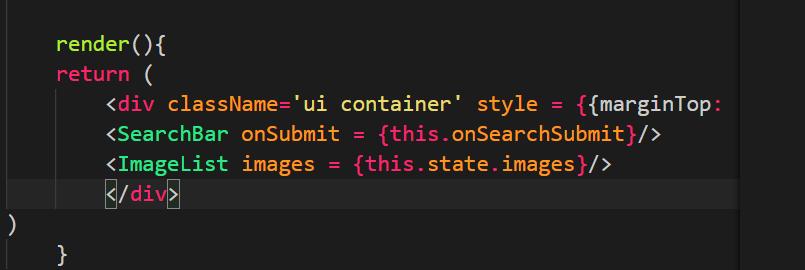 render(){
return (
<div className='ui container' style = {{marginTop:
<SearchBar onSubmit = {this.onSearchSubmit}/>
<ImageList images = {this.state.images}/>
</div>
)
}